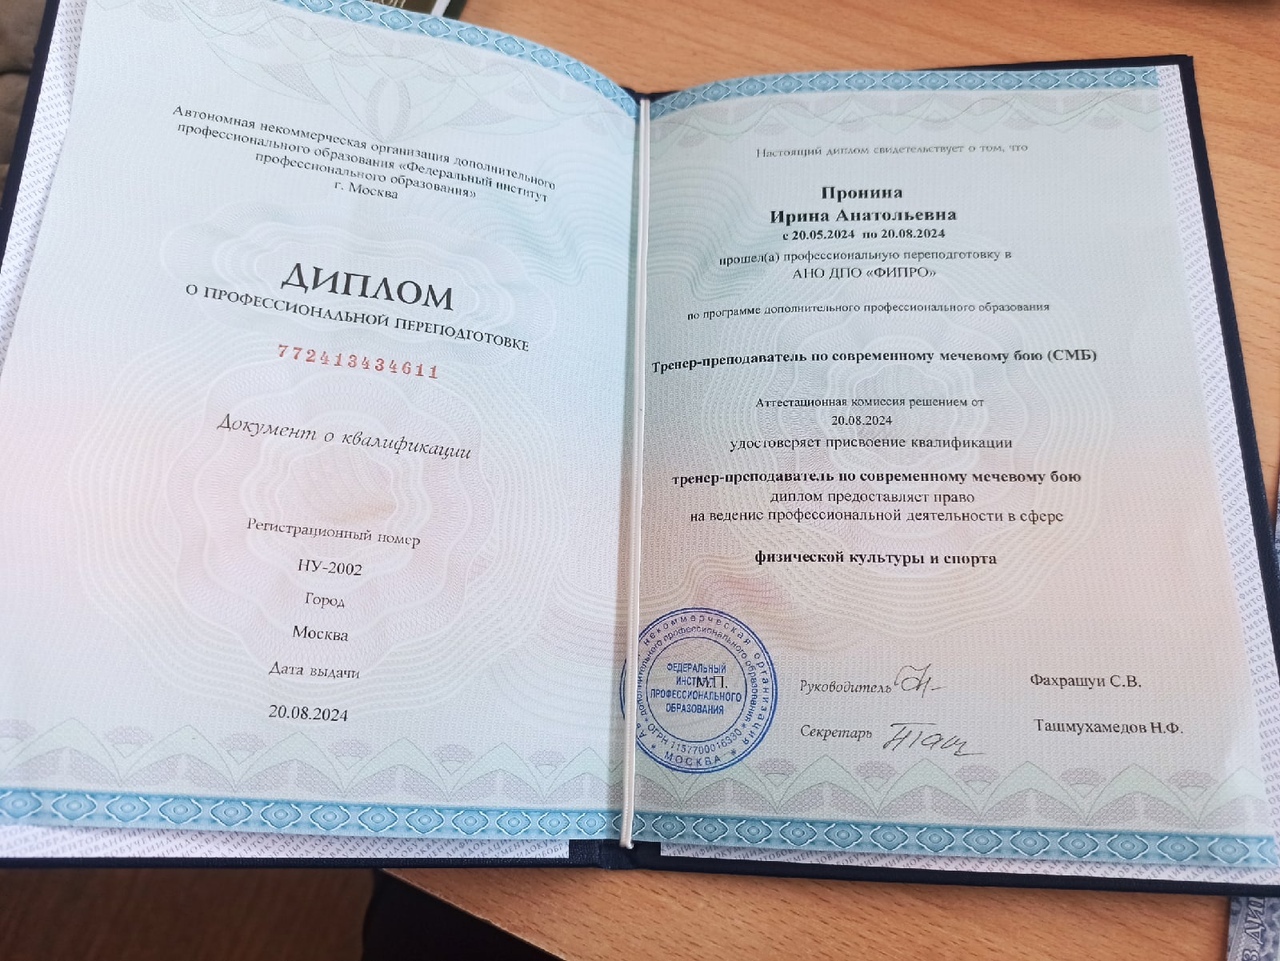 Автономная некоммерческая организация дополнительного
профессионального образования «Федеральный институт
профессионального образования»
г. Москва
ДИПЛОМ
О ПРОФЕССИОНАЛЬНОЙ ПЕРЕПОДГОТОВКЕ
772413434611
Документ о квалификации
Регистрационный номер
НУ-2002
Город
Москва
Дата выдачи
20.08.2024
Настоящий диплом свидетельствует о том, что
Пронина
Ирина Анатольевна
с 20.05.2024 по 20.08.2024
прошел(а) профессиональную переподготовку в
АНО ДПО «ФИПРО»
по программе дополнительного профессионального образования
Тренер-преподаватель по современному мечевому бою (СМБ)
Аттестационная комиссия решением от
20.08.2024
удостоверяет присвоение квалификации
тренер-преподаватель по современному мечевому бою
диплом предоставляет право
на ведение профессиональной деятельности в сфере
физической культуры и спорта
некоммерческая организация
дополнительного профессионального образования
ФЕДЕРАЛЬНЫЙ
ИНСТИТУТ
М.П.
ПРОФЕССИОНАЛЬНОГО
ОБРАЗОВАНИЯ
МОСКВА
Руководитель
Фахрашуи С.В.
Секретарь
Ташмухамедов Н.Ф.